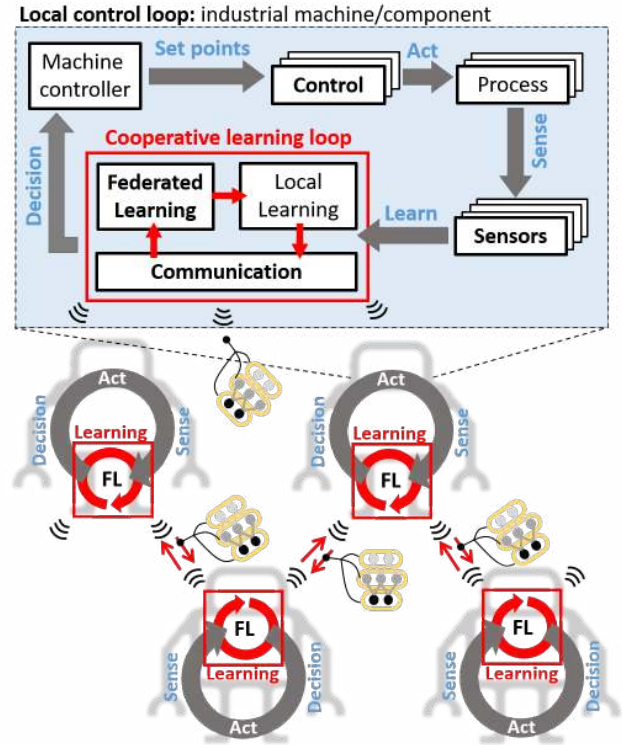 Local control loop: industrial machine/component
Set points
Act
Machine
controller
Control
Process
Decision
Sense
Cooperative learning loop
Federated
Learning
Local
Learning
Learn
Sensors
Communication
Act
Decision
Learning
Sense
FL
Act
Decision
Learning
Sense
FL
FL
Sense
Learning
Decision
Act
FL
Sense
Learning
Decision
Act